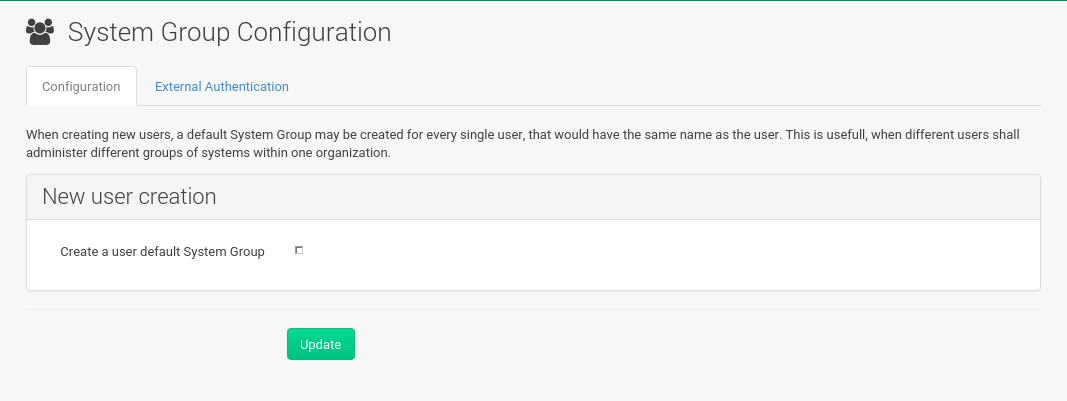 System Group Configuration
Configuration
External Authentication
When creating new users, a default System Group may be created for every single user, that would have the same name as the user. This is usefull, when different users shall
administer different groups of systems within one organization.
New user creation
Create a user default System Group
Update